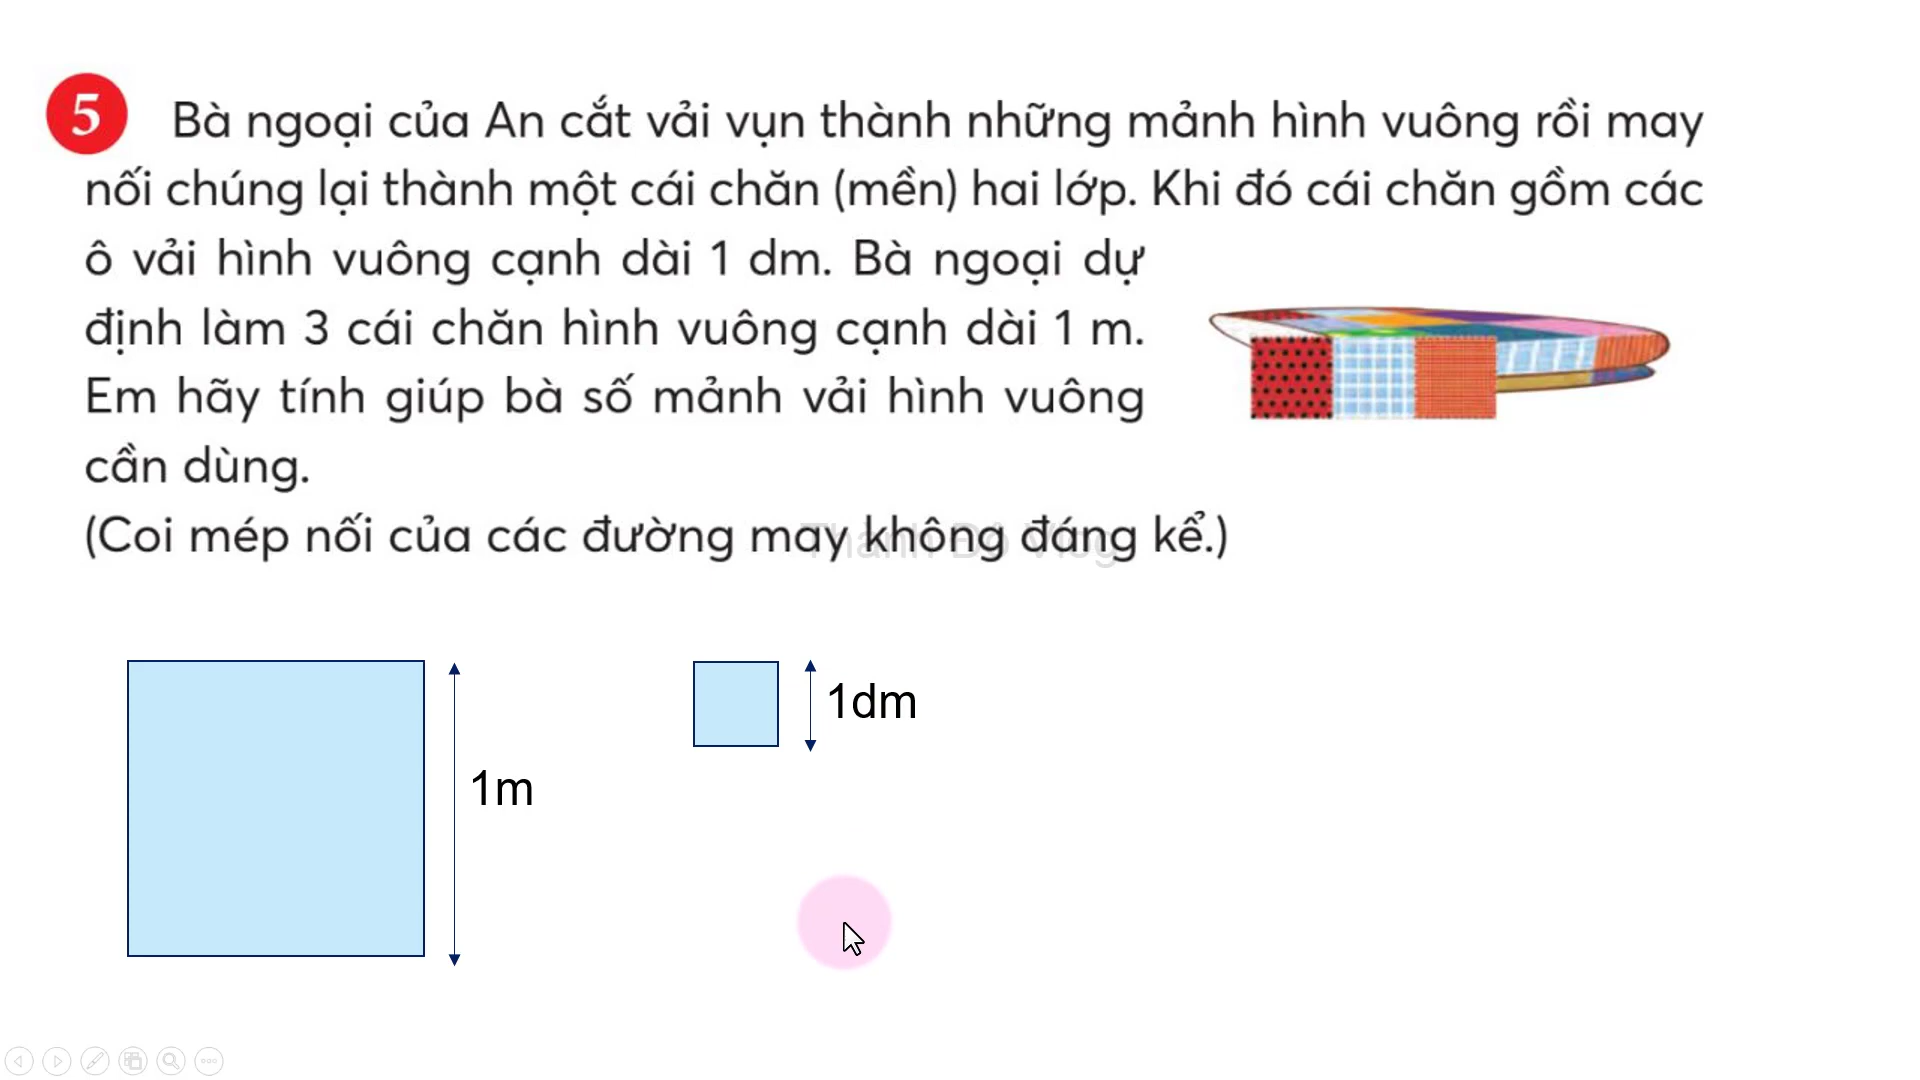 5 Bà ngoại của An cắt vải vụn thành những mảnh hình vuông rồi may
nối chúng lại thành một cái chăn (mền) hai lớp. Khi đó cái chăn gồm các
ô vải hình vuông cạnh dài 1 dm. Bà ngoại dự
định làm 3 cái chăn hình vuông cạnh dài 1 m.
Em hãy tính giúp bà số mảnh vải hình vuông
cần dùng.
(Coi mép nối của các đường may không đáng kể.)
Thành Đô Vlog
1dm
1m